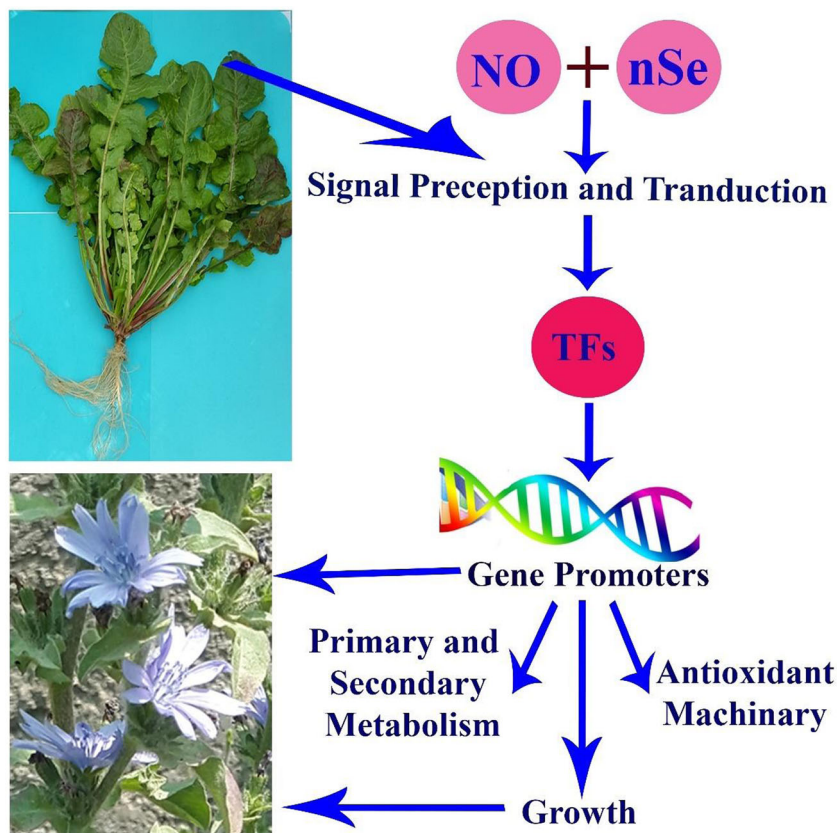 NO + nSe
Signal Preception and Tranduction
TFs
Gene Promoters
Primary and
Secondary
Metabolism
Antioxidant
Machinary
Growth